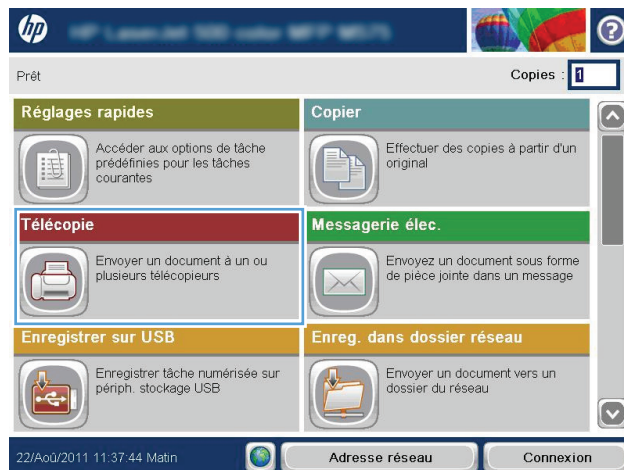 hp
?
Prêt
Copies : 1
Réglages rapides
Accéder aux options de tâche
prédéfinies pour les tâches
courantes
Copier
Effectuer des copies à partir d'un
original
Télécopie
Envoyer un document à un ou
plusieurs télécopieurs
Messagerie élec.
Envoyez un document sous forme
de pièce jointe dans un message
Enregistrer sur USB
Enregistrer tâche numérisée sur
périph. stockage USB
Enreg. dans dossier réseau
Envoyer un document vers un
dossier du réseau
22/Aoû/2011 11:37:44 Matin
Adresse réseau
Connexion